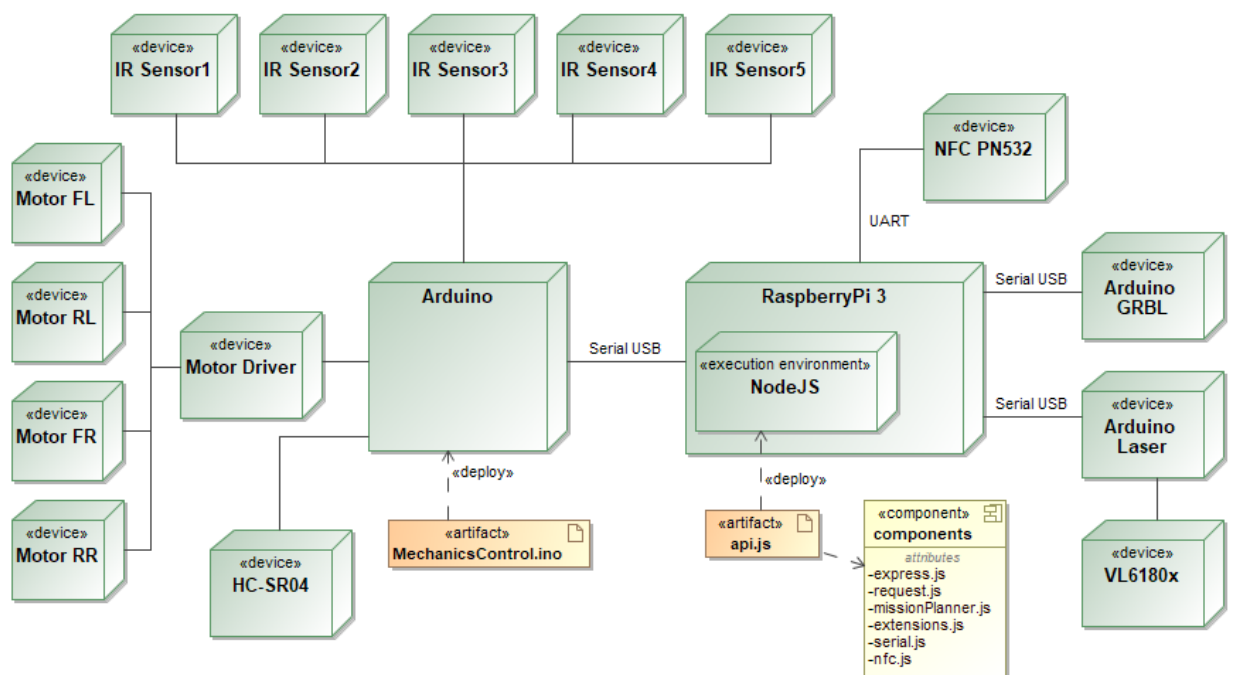 «device»
IR Sensor1
«device»
IR Sensor2
«device»
IR Sensor3
«device»
IR Sensor4
«device»
IR Sensor5
«device»
NFC PN532
«device»
Motor FL
UART
«device»
Motor RL
Arduino
RaspberryPi 3
Serial USB
«device»
Arduino
GRBL
«device»
Motor Driver
Serial USB
«execution environment»
NodeJS
«device»
Motor FR
Serial USB
«device»
Arduino
Laser
«deploy»
«deploy»
«device»
Motor RR
«device»
HC-SR04
«artifact»
MechanicsControl.ino
«artifact»
api.js
«component»
components
attributes
-express.js
-request.js
-missionPlanner.js
-extensions.js
-serial.js
-nfc.js
«device»
VL6180x